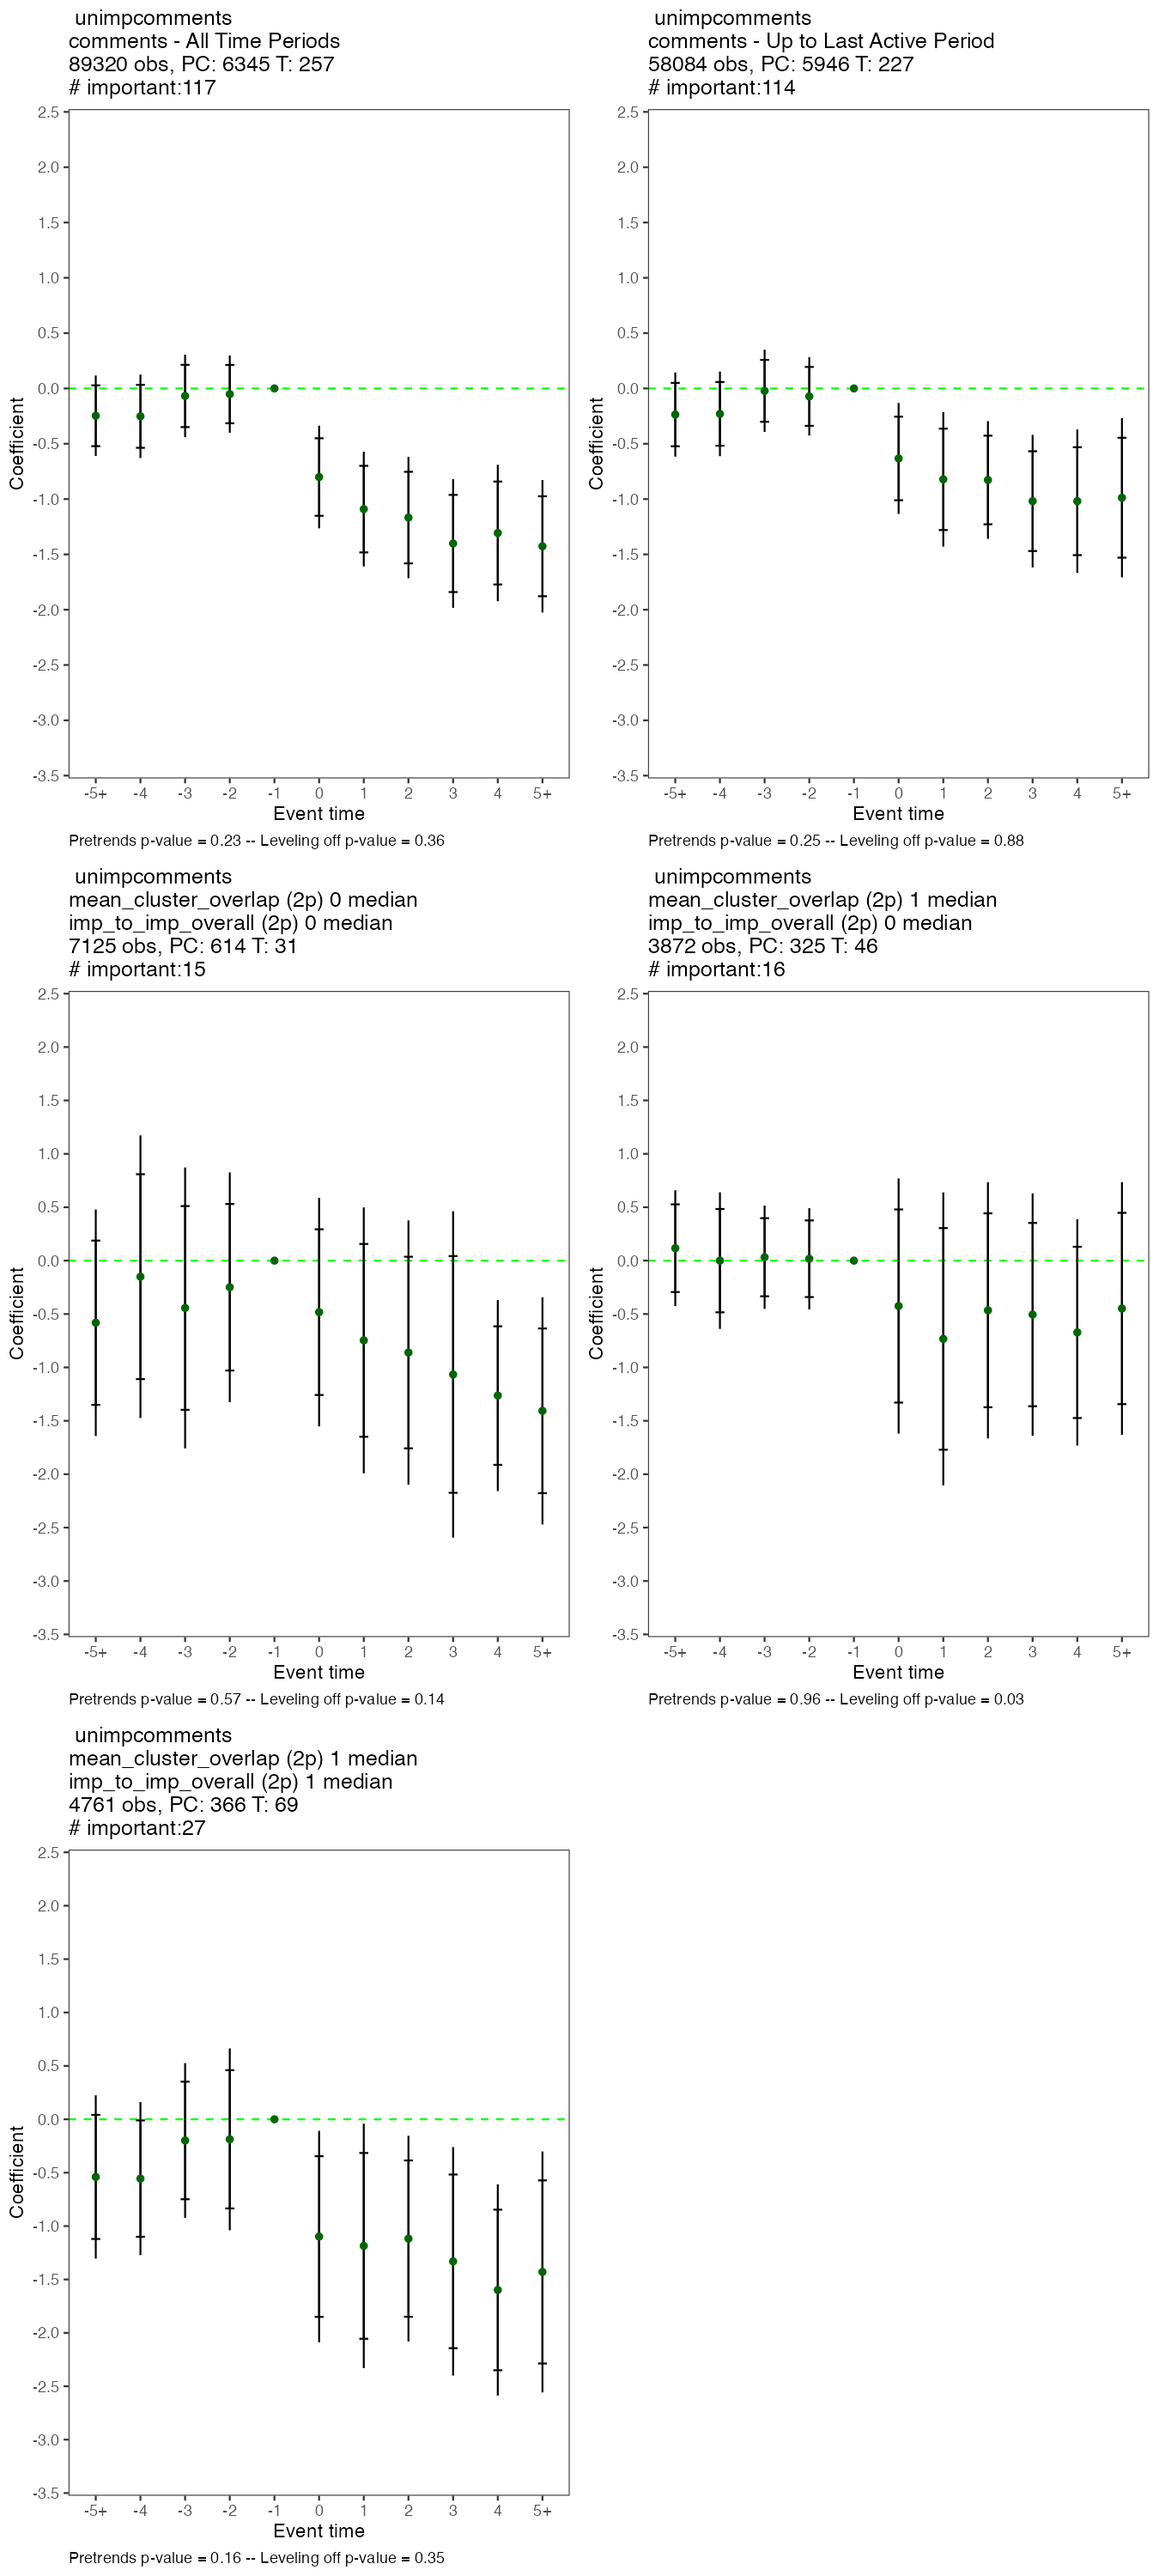 unimpcomments
comments - All Time Periods
89320 obs, PC: 6345 T: 257
# important:117
2.5
2.0
1.5
1.0
0.5
0.0
-0.5
-1.0
-1.5
-2.0
-2.5
-3.0
-3.5
Coefficient
-5+ -4 -3 -2 -1 0 1 2 3 4 5+
Event time
Pretrends p-value = 0.23 -- Leveling off p-value = 0.36
unimpcomments
comments - Up to Last Active Period
58084 obs, PC: 5946 T: 227
# important:114
2.5
2.0
1.5
1.0
0.5
0.0
-0.5
-1.0
-1.5
-2.0
-2.5
-3.0
-3.5
Coefficient
-5+ -4 -3 -2 -1 0 1 2 3 4 5+
Event time
Pretrends p-value = 0.25 -- Leveling off p-value = 0.88
unimpcomments
mean_cluster_overlap (2p) 0 median
imp_to_imp_overall (2p) 0 median
7125 obs, PC: 614 T: 31
# important:15
2.5
2.0
1.5
1.0
0.5
0.0
-0.5
-1.0
-1.5
-2.0
-2.5
-3.0
-3.5
Coefficient
-5+ -4 -3 -2 -1 0 1 2 3 4 5+
Event time
Pretrends p-value = 0.57 -- Leveling off p-value = 0.14
unimpcomments
mean_cluster_overlap (2p) 1 median
imp_to_imp_overall (2p) 0 median
3872 obs, PC: 325 T: 46
# important:16
2.5
2.0
1.5
1.0
0.5
0.0
-0.5
-1.0
-1.5
-2.0
-2.5
-3.0
-3.5
Coefficient
-5+ -4 -3 -2 -1 0 1 2 3 4 5+
Event time
Pretrends p-value = 0.96 -- Leveling off p-value = 0.03
unimpcomments
mean_cluster_overlap (2p) 1 median
imp_to_imp_overall (2p) 1 median
4761 obs, PC: 366 T: 69
# important:27
2.5
2.0
1.5
1.0
0.5
0.0
-0.5
-1.0
-1.5
-2.0
-2.5
-3.0
-3.5
Coefficient
-5+ -4 -3 -2 -1 0 1 2 3 4 5+
Event time
Pretrends p-value = 0.16 -- Leveling off p-value = 0.35